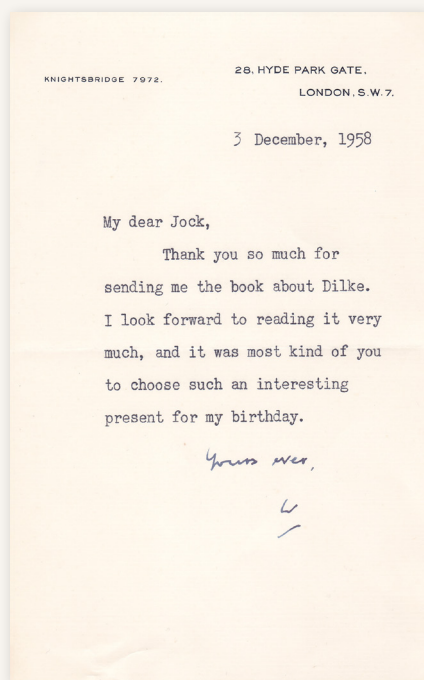 KNIGHTSBRIDGE 7972.
28, HYDE PARK GATE,
LONDON, S.W.7.
3 December, 1958
My dear Jock,
Thank you so much for
sending me the book about Dilke.
I look forward to reading it very
much, and it was most kind of you
to choose such an interesting
present for my birthday.
Yours ever,
W